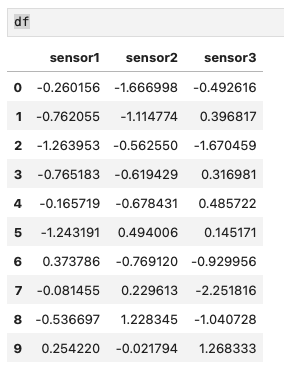 df
sensor1 sensor2 sensor3
0 -0.260156 -1.666998 -0.492616
1 -0.762055 -1.114774 0.396817
2 -1.263953 -0.562550 -1.670459
3 -0.765183 -0.619429 0.316981
4 -0.165719 -0.678431 0.485722
5 -1.243191 0.494006 0.145171
6 0.373786 -0.769120 -0.929956
7 -0.081455 0.229613 -2.251816
8 -0.536697 1.228345 -1.040728
9 0.254220 -0.021794 1.268333